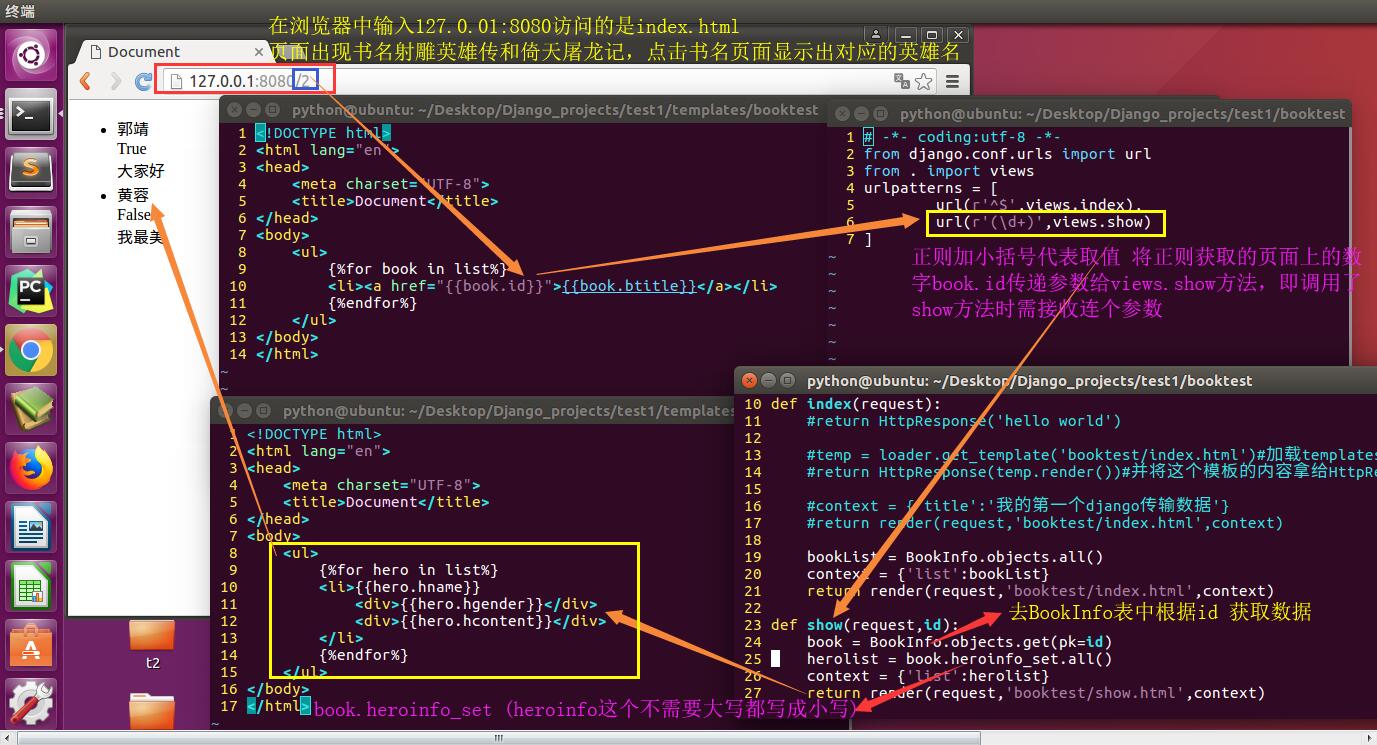 终端
在浏览器中输入127.0.01:8080访问的是index.html
页面出现书名射雕英雄传和倚天屠龙记，点击书名页面显示出对应的英雄名
Document
127.0.0.1:8080/2
郭靖
True
大家好
黄蓉
False
我最美
python@ubuntu: ~/Desktop/Django_projects/test1/templates/booktest
1 <!DOCTYPE html>
2 <html lang="en">
3 <head>
4 <meta charset="UTF-8">
5 <title>Document</title>
6 </head>
7 <body>
8 <ul>
9 {%for book in list%}
10 <li><a href="{{book.id}}">{{book.btitle}}</a></li>
11 {%endfor%}
12 </ul>
13 </body>
14 </html>
~
~
python@ubuntu: ~/Desktop/Django_projects/test1/booktest
1 # -*- coding:utf-8 -*-
2 from django.conf.urls import url
3 from . import views
4 urlpatterns = [
5 url(r'^$',views.index),
6 url(r'(\d+)',views.show)
7 ]
~
~
~
~
~
~
~
正则加小括号代表取值 将正则获取的页面上的数
字book.id传递参数给views.show方法，即调用了
show方法时需接收连个参数
python@ubuntu: ~/Desktop/Django_projects/test1/templates
1 <!DOCTYPE html>
2 <html lang="en">
3 <head>
4 <meta charset="UTF-8">
5 <title>Document</title>
6 </head>
7 <body>
8 <ul>
9 {%for hero in list%}
10 <li>{{hero.hname}}
11 <div>{{hero.hgender}}</div>
12 <div>{{hero.hcontent}}</div>
13 </li>
14 {%endfor%}
15 </ul>
16 </body>
17 </html>
~
book.heroinfo_set (heroinfo这个不需要大写都写成小写)
python@ubuntu: ~/Desktop/Django_projects/test1/booktest
10 def index(request):
11 #return HttpResponse('hello world')
12
13 #temp = loader.get_template('booktest/index.html')#加载templates
14 #return HttpResponse(temp.render())#并将这个模板的内容拿给HttpRe
15
16 #context = {'title':'我的第一个django传输数据'}
17 #return render(request,'booktest/index.html',context)
18
19 bookList = BookInfo.objects.all()
20 context = {'list':bookList}
21 return render(request,'booktest/index.html',context)
22
23 def show(request,id):
24 book = BookInfo.objects.get(pk=id)
25 herolist = book.heroinfo_set.all()
26 context = {'list':herolist}
27 return render(request,'booktest/show.html',context)
去BookInfo表中根据id 获取数据
t2